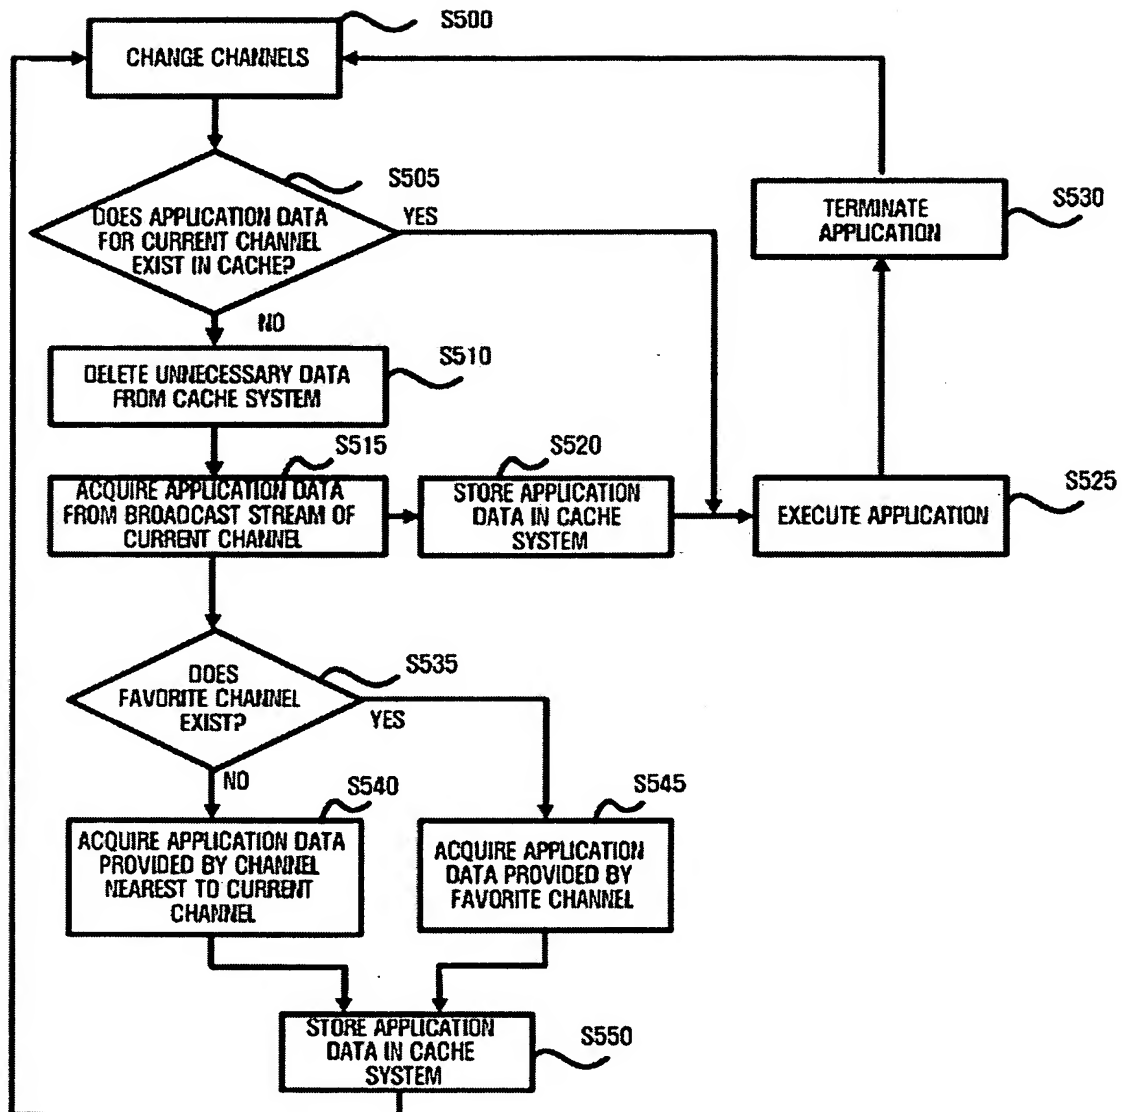 S500
CHANGE CHANNELS
S505
DOES APPLICATION DATA
FOR CURRENT CHANNEL
EXIST IN CACHE?
YES
NO
S530
TERMINATE
APPLICATION
S510
DELETE UNNECESSARY DATA
FROM CACHE SYSTEM
S515
ACQUIRE APPLICATION DATA
FROM BROADCAST STREAM OF
CURRENT CHANNEL
S520
STORE APPLICATION
DATA IN CACHE
SYSTEM
S525
EXECUTE APPLICATION
S535
DOES
FAVORITE CHANNEL
EXIST?
YES
NO
S540
ACQUIRE APPLICATION DATA
PROVIDED BY CHANNEL
NEAREST TO CURRENT
CHANNEL
S545
ACQUIRE APPLICATION
DATA PROVIDED BY
FAVORITE CHANNEL
STORE APPLICATION
DATA IN CACHE
SYSTEM
S550